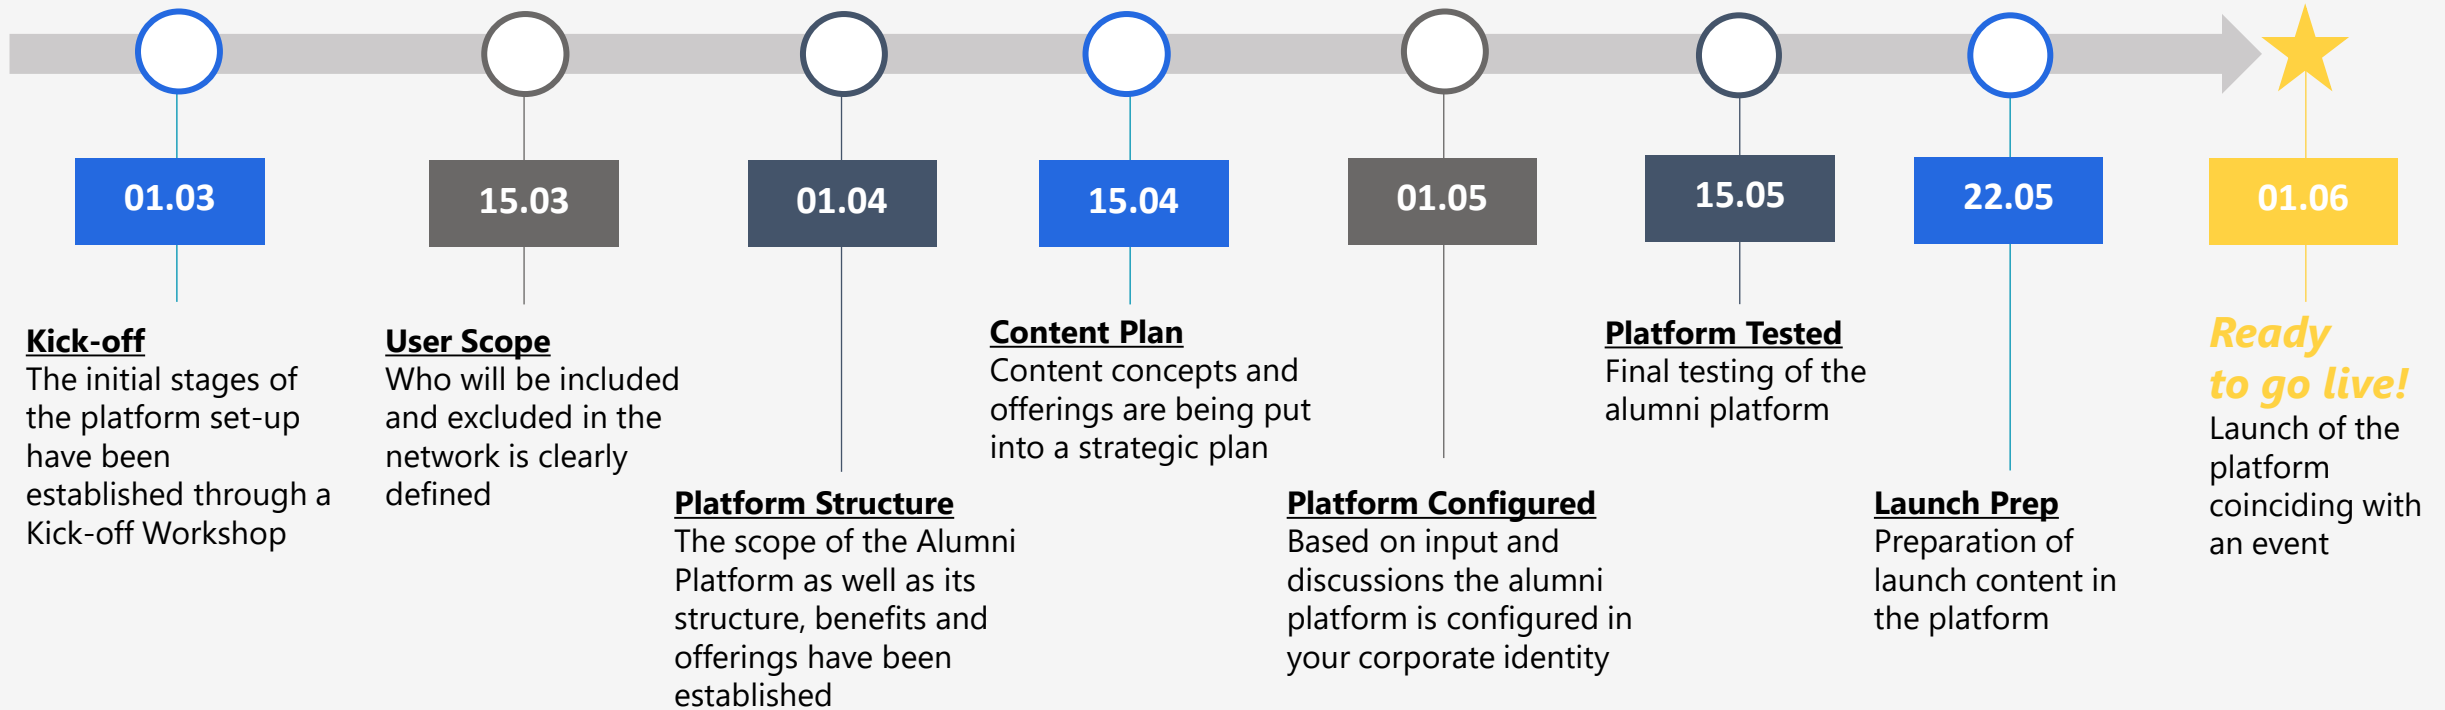 01.03
15.03
01.04
15.04
01.05
15.05
22.05
01.06
Kick-off
The initial stages of
the platform set-up
have been
established through a
Kick-off Workshop
User Scope
Who will be included
and excluded in the
network is clearly
defined
Platform Structure
The scope of the Alumni
Platform as well as its
structure, benefits and
offerings have been
established
Content Plan
Content concepts and
offerings are being put
into a strategic plan
Platform Configured
Based on input and
discussions the alumni
platform is configured in
your corporate identity
Platform Tested
Final testing of the
alumni platform
Launch Prep
Preparation of
launch content in
the platform
Ready
to go live!
Launch of the
platform
coinciding with
an event